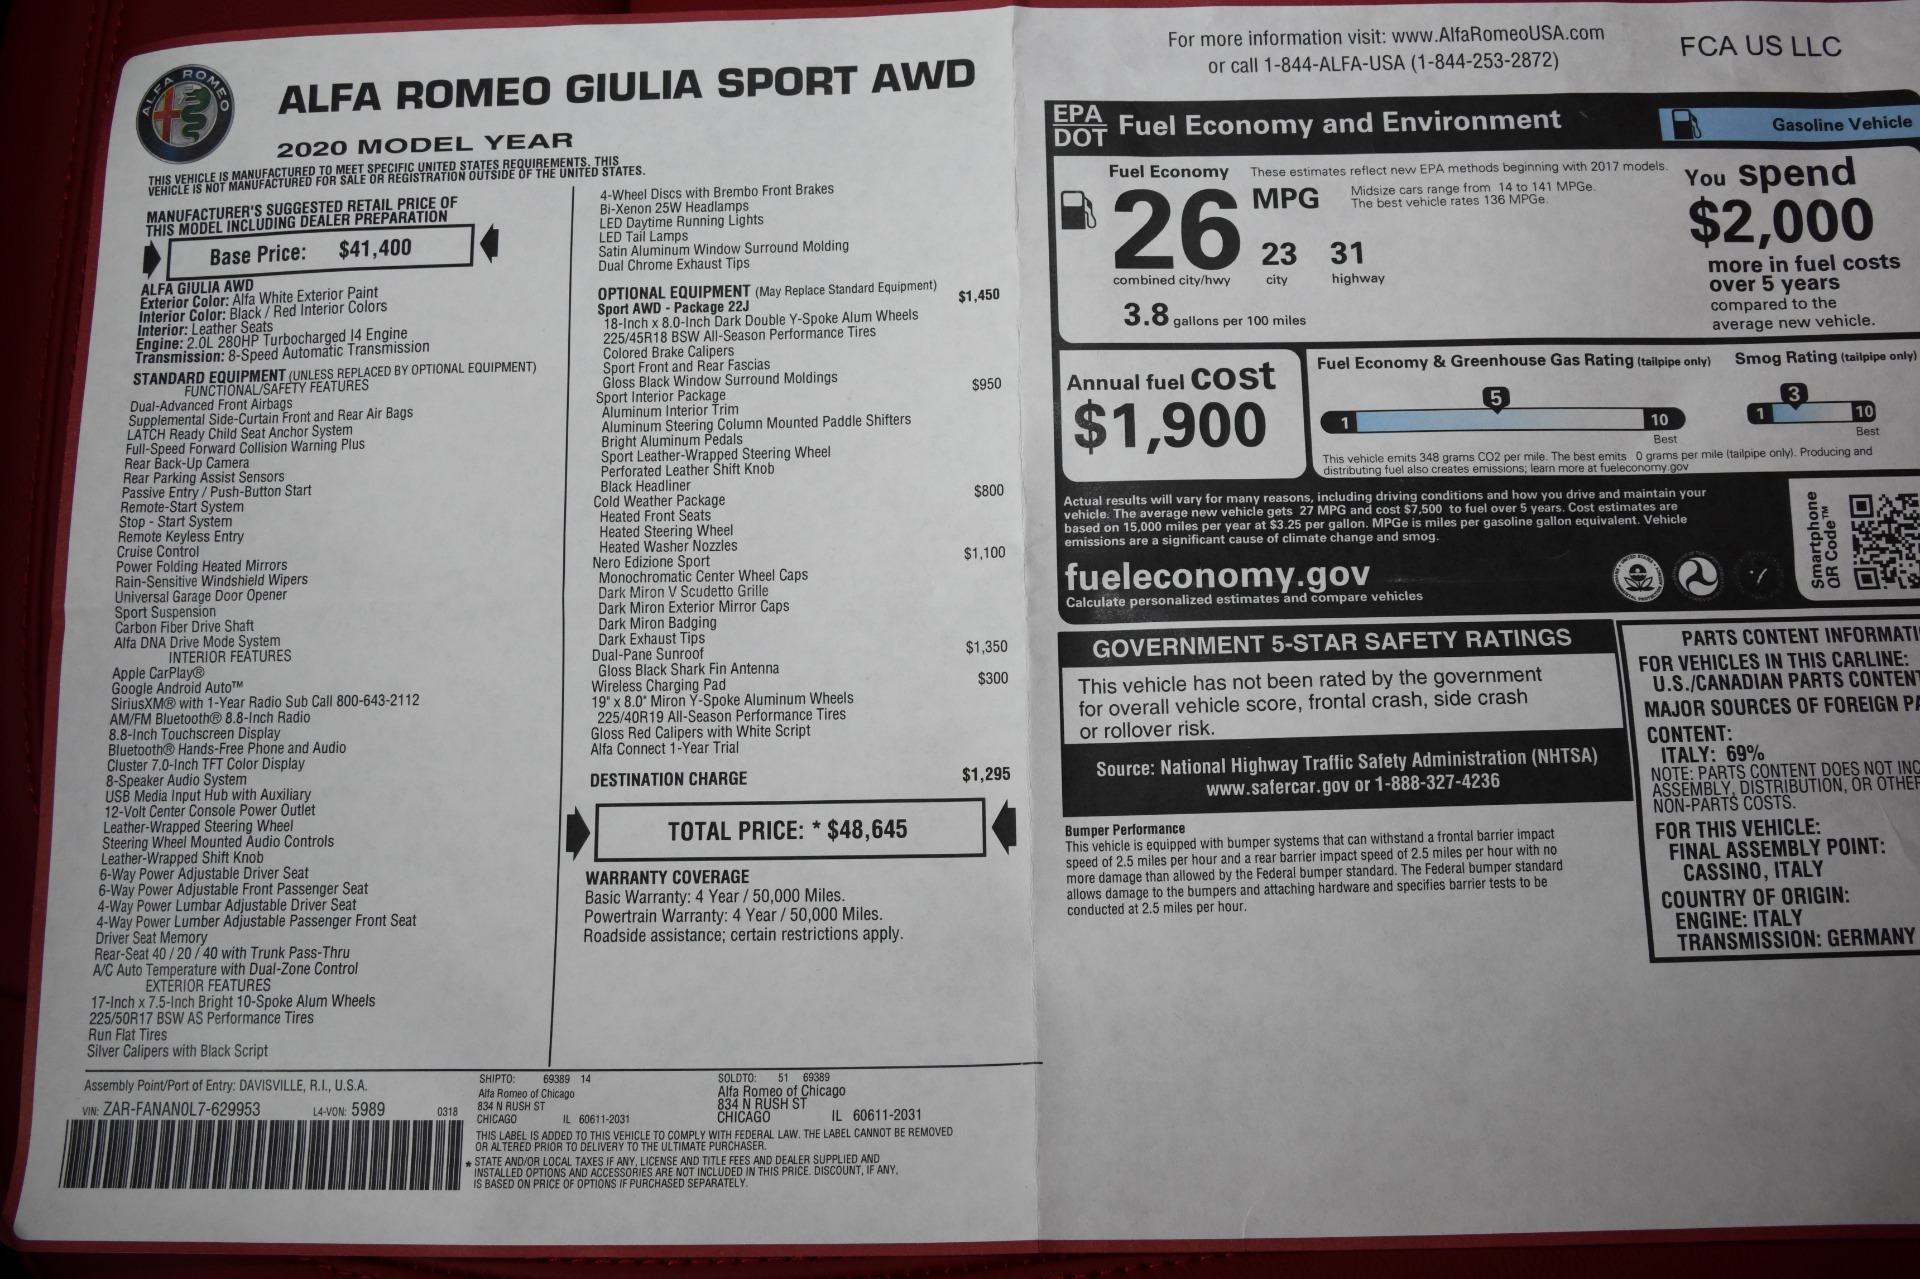 ALFA ROMEO
ALFA ROMEO GIULIA SPORT AWD
2020 MODEL YEAR
THIS VEHICLE IS MANUFACTURED TO MEET SPECIFIC UNITED STATES REQUIREMENTS. THIS
VEHICLE IS NOT MANUFACTURED FOR SALE OR REGISTRATION OUTSIDE OF THE UNITED STATES.
MANUFACTURER'S SUGGESTED RETAIL PRICE OF
THIS MODEL INCLUDING DEALER PREPARATION
Base Price: $41,400
ALFA GIULIA AWD
Exterior Color: Alfa White Exterior Paint
Interior Color: Black / Red Interior Colors
Interior: Leather Seats
Engine: 2.0L 280HP Turbocharged I4 Engine
Transmission: 8-Speed Automatic Transmission
STANDARD EQUIPMENT (UNLESS REPLACED BY OPTIONAL EQUIPMENT)
FUNCTIONAL/SAFETY FEATURES
Dual-Advanced Front Airbags
Supplemental Side-Curtain Front and Rear Air Bags
LATCH Ready Child Seat Anchor System
Full-Speed Forward Collision Warning Plus
Rear Back-Up Camera
Rear Parking Assist Sensors
Passive Entry / Push-Button Start
Remote-Start System
Stop - Start System
Remote Keyless Entry
Cruise Control
Power Folding Heated Mirrors
Rain-Sensitive Windshield Wipers
Universal Garage Door Opener
Sport Suspension
Carbon Fiber Drive Shaft
Alfa DNA Drive Mode System
INTERIOR FEATURES
Apple CarPlay®
Google Android Auto™
SiriusXM® with 1-Year Radio Sub Call 800-643-2112
AM/FM Bluetooth® 8.8-Inch Radio
8.8-Inch Touchscreen Display
Bluetooth® Hands-Free Phone and Audio
Cluster 7.0-Inch TFT Color Display
8-Speaker Audio System
USB Media Input Hub with Auxiliary
12-Volt Center Console Power Outlet
Leather-Wrapped Steering Wheel
Steering Wheel Mounted Audio Controls
Leather-Wrapped Shift Knob
6-Way Power Adjustable Driver Seat
6-Way Power Adjustable Front Passenger Seat
4-Way Power Lumbar Adjustable Driver Seat
4-Way Power Lumber Adjustable Passenger Front Seat
Driver Seat Memory
Rear-Seat 40 / 20 / 40 with Trunk Pass-Thru
A/C Auto Temperature with Dual-Zone Control
EXTERIOR FEATURES
17-Inch x 7.5-Inch Bright 10-Spoke Alum Wheels
225/50R17 BSW AS Performance Tires
Run Flat Tires
Silver Calipers with Black Script
4-Wheel Discs with Brembo Front Brakes
Bi-Xenon 25W Headlamps
LED Daytime Running Lights
LED Tail Lamps
Satin Aluminum Window Surround Molding
Dual Chrome Exhaust Tips
OPTIONAL EQUIPMENT (May Replace Standard Equipment)
Sport AWD - Package 22J $1,450
18-Inch x 8.0-Inch Dark Double Y-Spoke Alum Wheels
225/45R18 BSW All-Season Performance Tires
Colored Brake Calipers
Sport Front and Rear Fascias
Gloss Black Window Surround Moldings
Sport Interior Package $950
Aluminum Interior Trim
Aluminum Steering Column Mounted Paddle Shifters
Bright Aluminum Pedals
Sport Leather-Wrapped Steering Wheel
Perforated Leather Shift Knob
Black Headliner
Cold Weather Package $800
Heated Front Seats
Heated Steering Wheel
Heated Washer Nozzles
Nero Edizione Sport $1,100
Monochromatic Center Wheel Caps
Dark Miron V Scudetto Grille
Dark Miron Exterior Mirror Caps
Dark Miron Badging
Dark Exhaust Tips
Dual-Pane Sunroof $1,350
Gloss Black Shark Fin Antenna
Wireless Charging Pad $300
19" x 8.0" Miron Y-Spoke Aluminum Wheels
225/40R19 All-Season Performance Tires
Gloss Red Calipers with White Script
Alfa Connect 1-Year Trial
DESTINATION CHARGE $1,295
TOTAL PRICE: * $48,645
WARRANTY COVERAGE
Basic Warranty: 4 Year / 50,000 Miles.
Powertrain Warranty: 4 Year / 50,000 Miles.
Roadside assistance; certain restrictions apply.
Assembly Point/Port of Entry: DAVISVILLE, R.I., U.S.A.
VIN: ZAR-FANAN0L7-629953 L4-VON: 5989 0318
SHIPTO: 69389 14
Alfa Romeo of Chicago
834 N RUSH ST
CHICAGO IL 60611-2031
SOLDTO: 51 69389
Alfa Romeo of Chicago
834 N RUSH ST
CHICAGO IL 60611-2031
THIS LABEL IS ADDED TO THIS VEHICLE TO COMPLY WITH FEDERAL LAW. THE LABEL CANNOT BE REMOVED
OR ALTERED PRIOR TO DELIVERY TO THE ULTIMATE PURCHASER.
* STATE AND/OR LOCAL TAXES IF ANY, LICENSE AND TITLE FEES AND DEALER SUPPLIED AND
INSTALLED OPTIONS AND ACCESSORIES ARE NOT INCLUDED IN THIS PRICE. DISCOUNT, IF ANY,
IS BASED ON PRICE OF OPTIONS IF PURCHASED SEPARATELY.
For more information visit: www.AlfaRomeoUSA.com
or call 1-844-ALFA-USA (1-844-253-2872)
FCA US LLC
EPA
DOT
Fuel Economy and Environment
Gasoline Vehicle
Fuel Economy
These estimates reflect new EPA methods beginning with 2017 models.
26 MPG
Midsize cars range from 14 to 141 MPGe.
The best vehicle rates 136 MPGe.
23 31
combined city/hwy city highway
3.8 gallons per 100 miles
You spend
$2,000
more in fuel costs
over 5 years
compared to the
average new vehicle.
Annual fuel cost
$1,900
Fuel Economy & Greenhouse Gas Rating (tailpipe only)
5
1 10
Best
Smog Rating (tailpipe only)
3
1 10
Best
This vehicle emits 348 grams CO2 per mile. The best emits 0 grams per mile (tailpipe only). Producing and
distributing fuel also creates emissions; learn more at fueleconomy.gov
Actual results will vary for many reasons, including driving conditions and how you drive and maintain your
vehicle. The average new vehicle gets 27 MPG and cost $7,500 to fuel over 5 years. Cost estimates are
based on 15,000 miles per year at $3.25 per gallon. MPGe is miles per gasoline gallon equivalent. Vehicle
emissions are a significant cause of climate change and smog.
fueleconomy.gov
Calculate personalized estimates and compare vehicles
Smartphone
QR Code™
GOVERNMENT 5-STAR SAFETY RATINGS
This vehicle has not been rated by the government
for overall vehicle score, frontal crash, side crash
or rollover risk.
Source: National Highway Traffic Safety Administration (NHTSA)
www.safercar.gov or 1-888-327-4236
Bumper Performance
This vehicle is equipped with bumper systems that can withstand a frontal barrier impact
speed of 2.5 miles per hour and a rear barrier impact speed of 2.5 miles per hour with no
more damage than allowed by the Federal bumper standard. The Federal bumper standard
allows damage to the bumpers and attaching hardware and specifies barrier tests to be
conducted at 2.5 miles per hour.
PARTS CONTENT INFORMATI
FOR VEHICLES IN THIS CARLINE:
U.S./CANADIAN PARTS CONTENT
MAJOR SOURCES OF FOREIGN PA
CONTENT:
ITALY: 69%
NOTE: PARTS CONTENT DOES NOT INC
ASSEMBLY, DISTRIBUTION, OR OTHER
NON-PARTS COSTS.
FOR THIS VEHICLE:
FINAL ASSEMBLY POINT:
CASSINO, ITALY
COUNTRY OF ORIGIN:
ENGINE: ITALY
TRANSMISSION: GERMANY